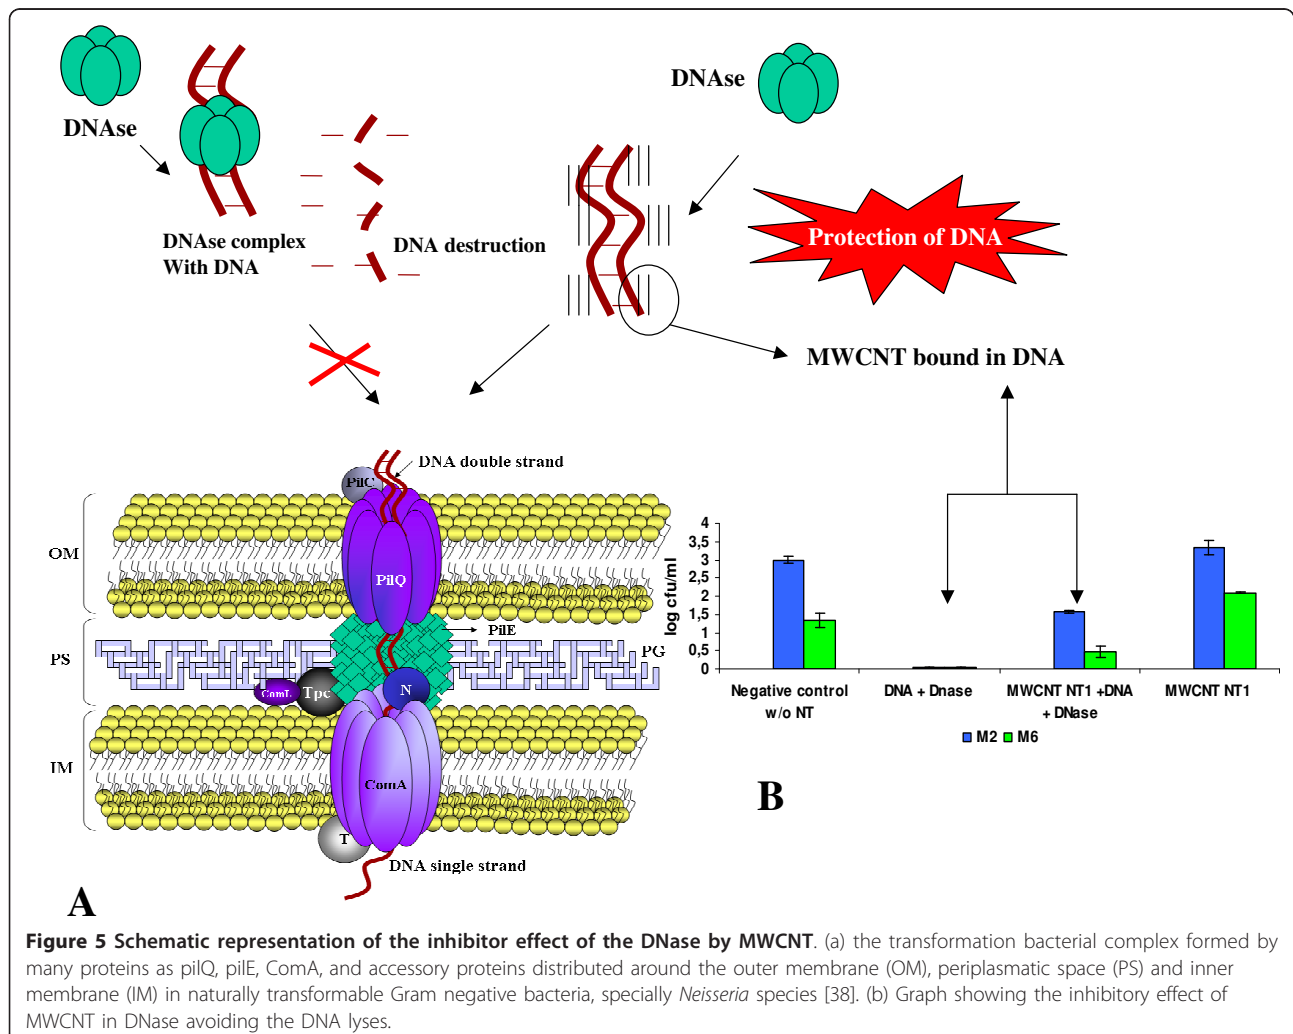 DNAse
DNAse
DNAse complex
With DNA
DNA destruction
Protection of DNA
MWCNT bound in DNA
DNA double strand
PilC
OM
PilQ
PilE
PS
PG
ComL
Tpc
N
IM
ComA
T
DNA single strand
A
log cfu/ml
4
3,5
3
2,5
2
1,5
1
0,5
0
Negative control
w/o NT
DNA + Dnase
MWCNT NT1 +DNA
+ DNase
MWCNT NT1
M2
M6
B
Figure 5 Schematic representation of the inhibitor effect of the DNase by MWCNT. (a) the transformation bacterial complex formed by
many proteins as pilQ, pilE, ComA, and accessory proteins distributed around the outer membrane (OM), periplasmatic space (PS) and inner
membrane (IM) in naturally transformable Gram negative bacteria, specially Neisseria species [38]. (b) Graph showing the inhibitory effect of
MWCNT in DNase avoiding the DNA lyses.